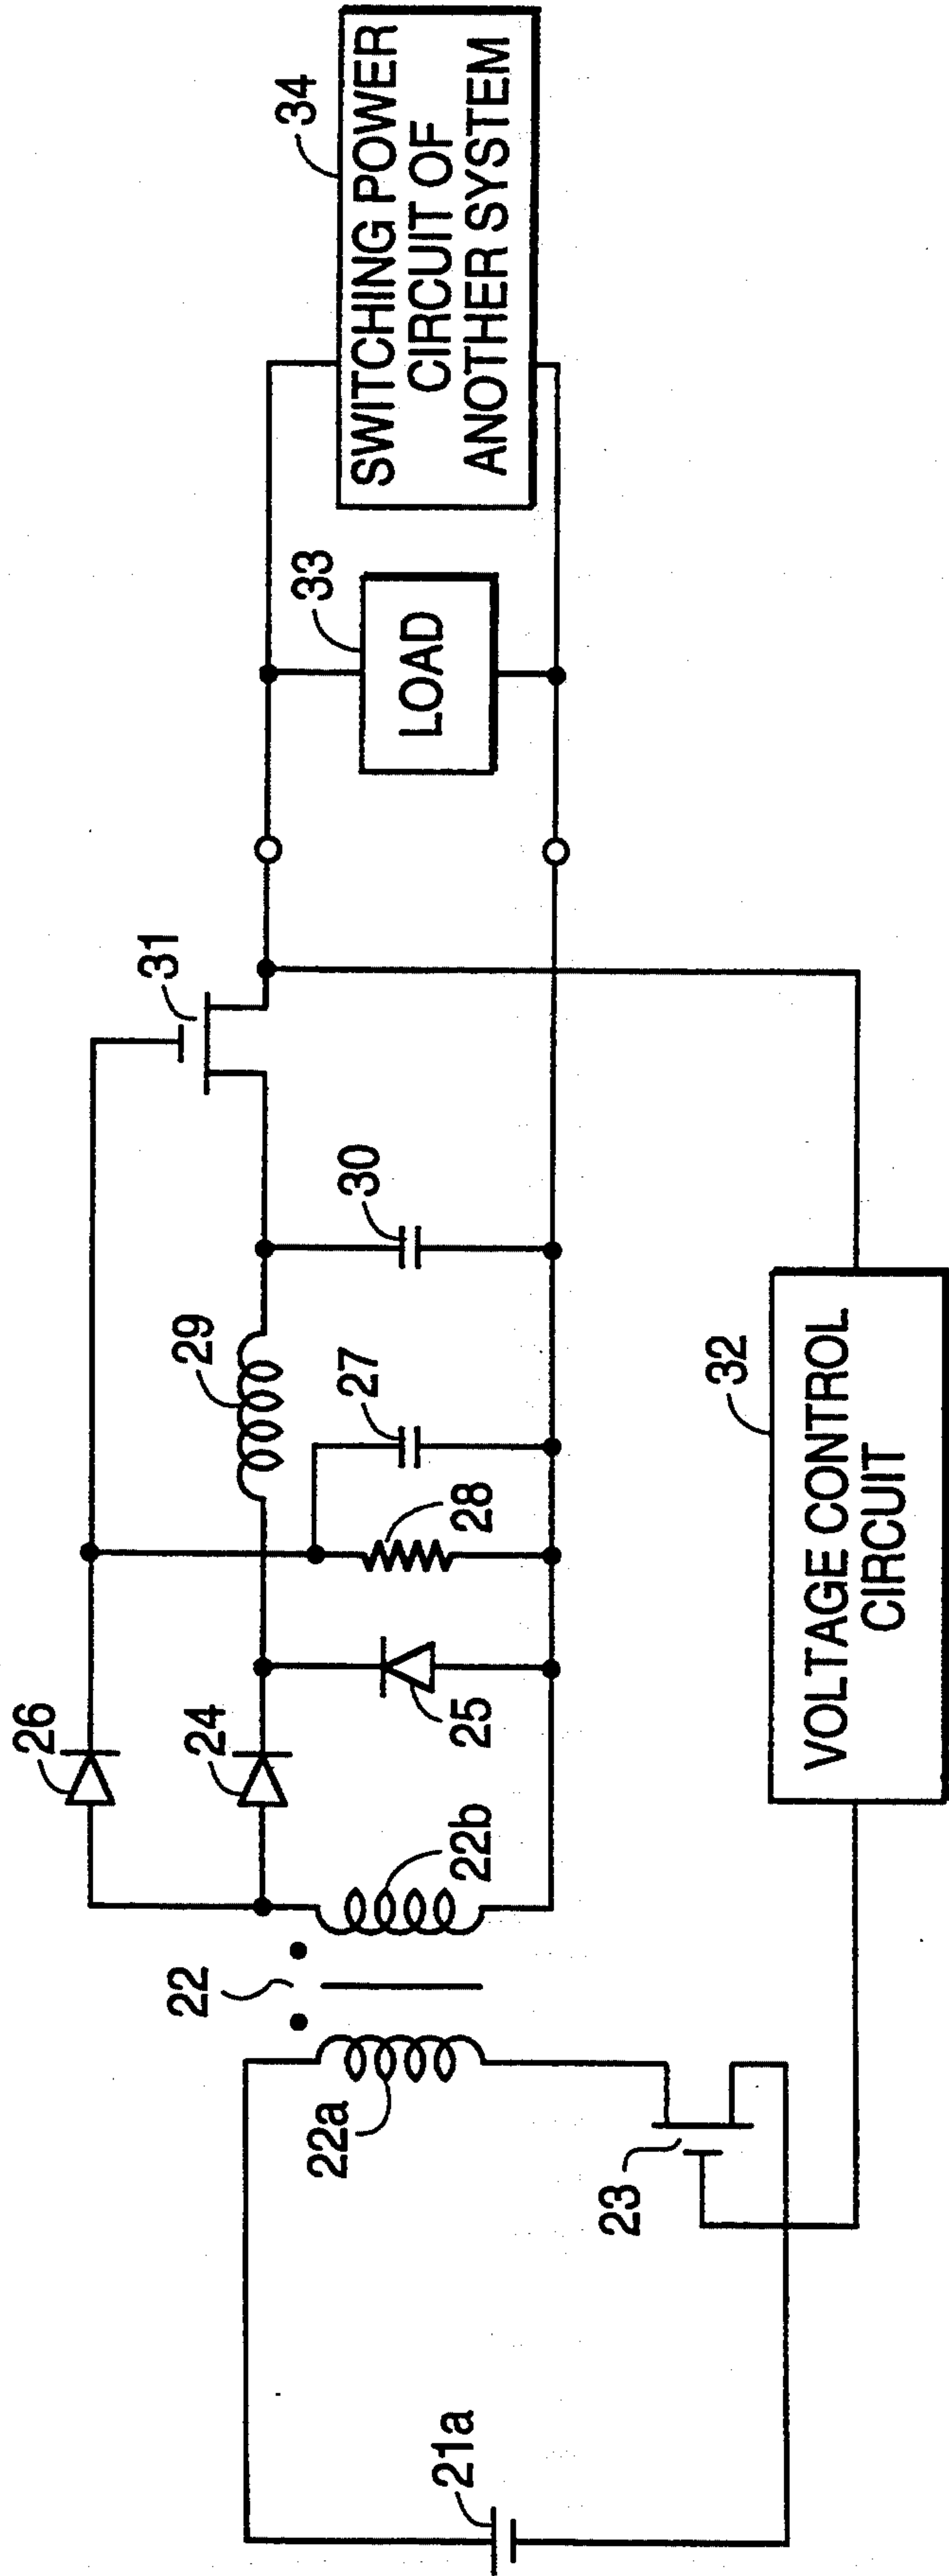 26
24
22
22a
22b
25
28
27
29
30
31
33
LOAD
34
SWITCHING POWER
CIRCUIT OF
ANOTHER SYSTEM
21a
23
32
VOLTAGE CONTROL
CIRCUIT